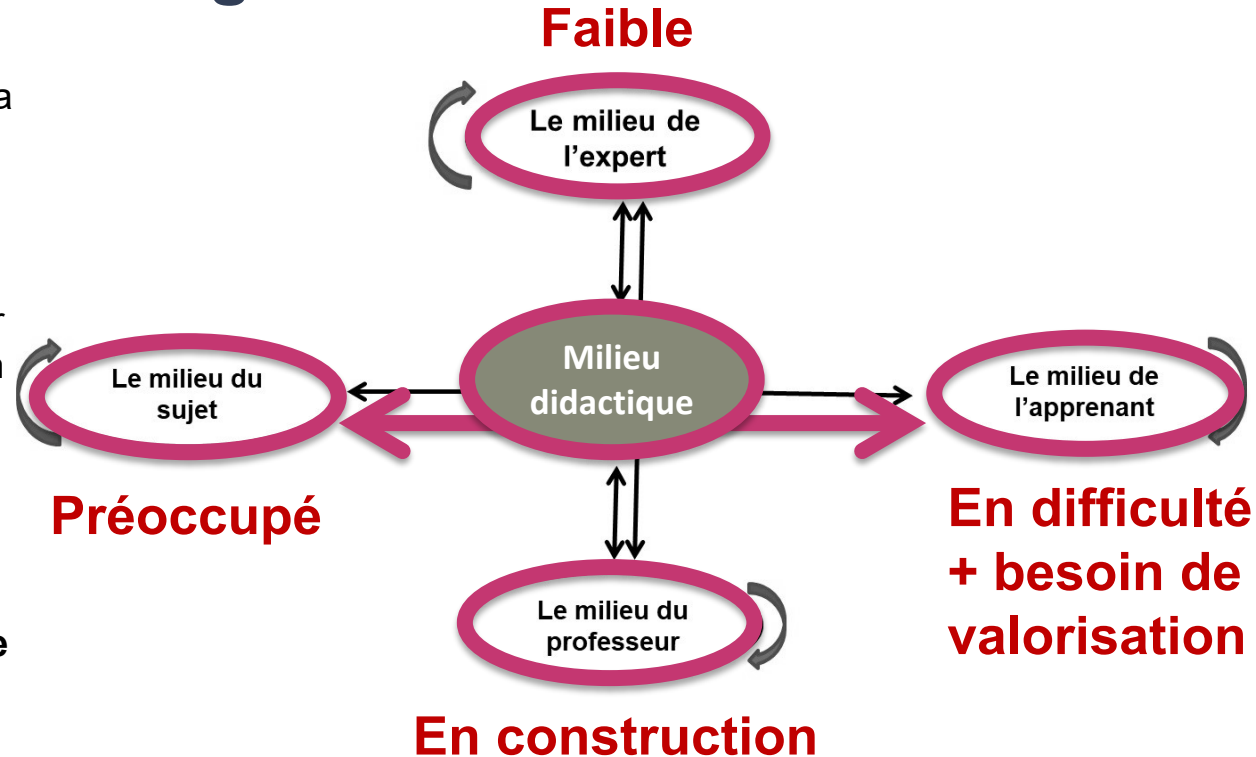 g
Faible
a
Le milieu de
l’expert
Milieu
didactique
Le milieu du
sujet
Le milieu de
l’apprenant
Préoccupé
En difficulté
+ besoin de
valorisation
Le milieu du
professeur
e
En construction